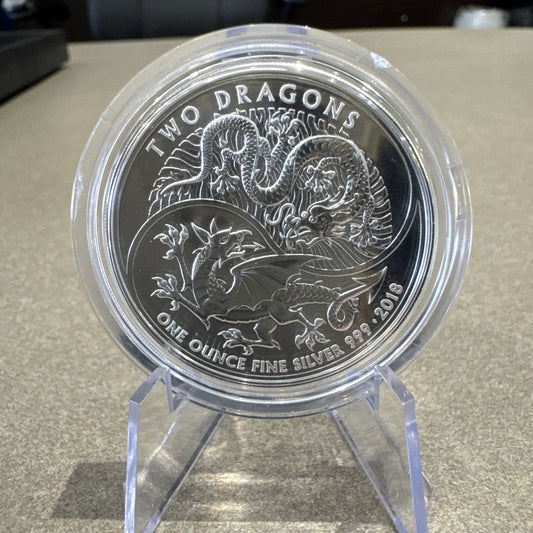 TWO DRAGONS
ONE OUNCE FINE SILVER 999 · 2018